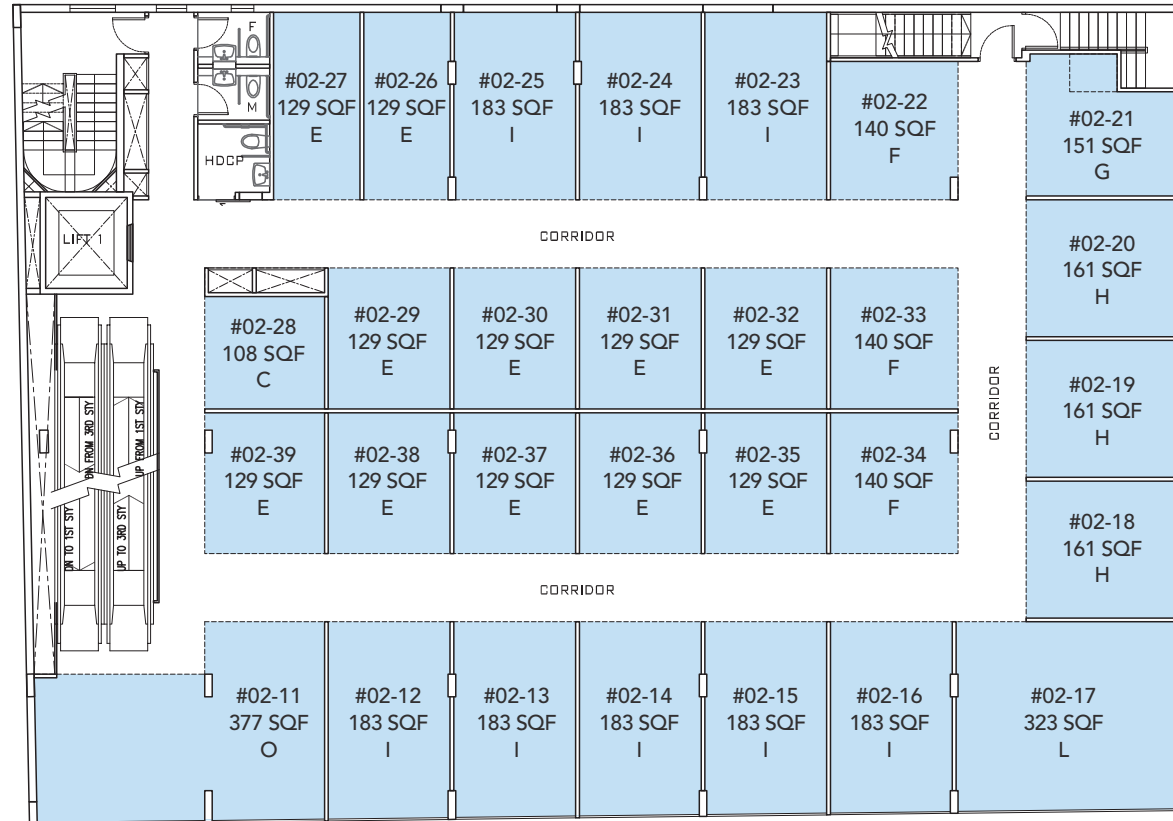 F
M
HDCP
LIFT 1
#02-27
129 SQF
E
#02-26
129 SQF
E
#02-25
183 SQF
I
#02-24
183 SQF
I
#02-23
183 SQF
I
#02-22
140 SQF
F
#02-21
151 SQF
G
CORRIDOR
#02-20
161 SQF
H
#02-28
108 SQF
C
#02-29
129 SQF
E
#02-30
129 SQF
E
#02-31
129 SQF
E
#02-32
129 SQF
E
#02-33
140 SQF
F
CORRIDOR
#02-19
161 SQF
H
DN FROM 3RD STY
UP FROM 1ST STY
#02-39
129 SQF
E
#02-38
129 SQF
E
#02-37
129 SQF
E
#02-36
129 SQF
E
#02-35
129 SQF
E
#02-34
140 SQF
F
#02-18
161 SQF
H
TO 1ST STY
UP TO 3RD STY
CORRIDOR
#02-11
377 SQF
O
#02-12
183 SQF
I
#02-13
183 SQF
I
#02-14
183 SQF
I
#02-15
183 SQF
I
#02-16
183 SQF
I
#02-17
323 SQF
L